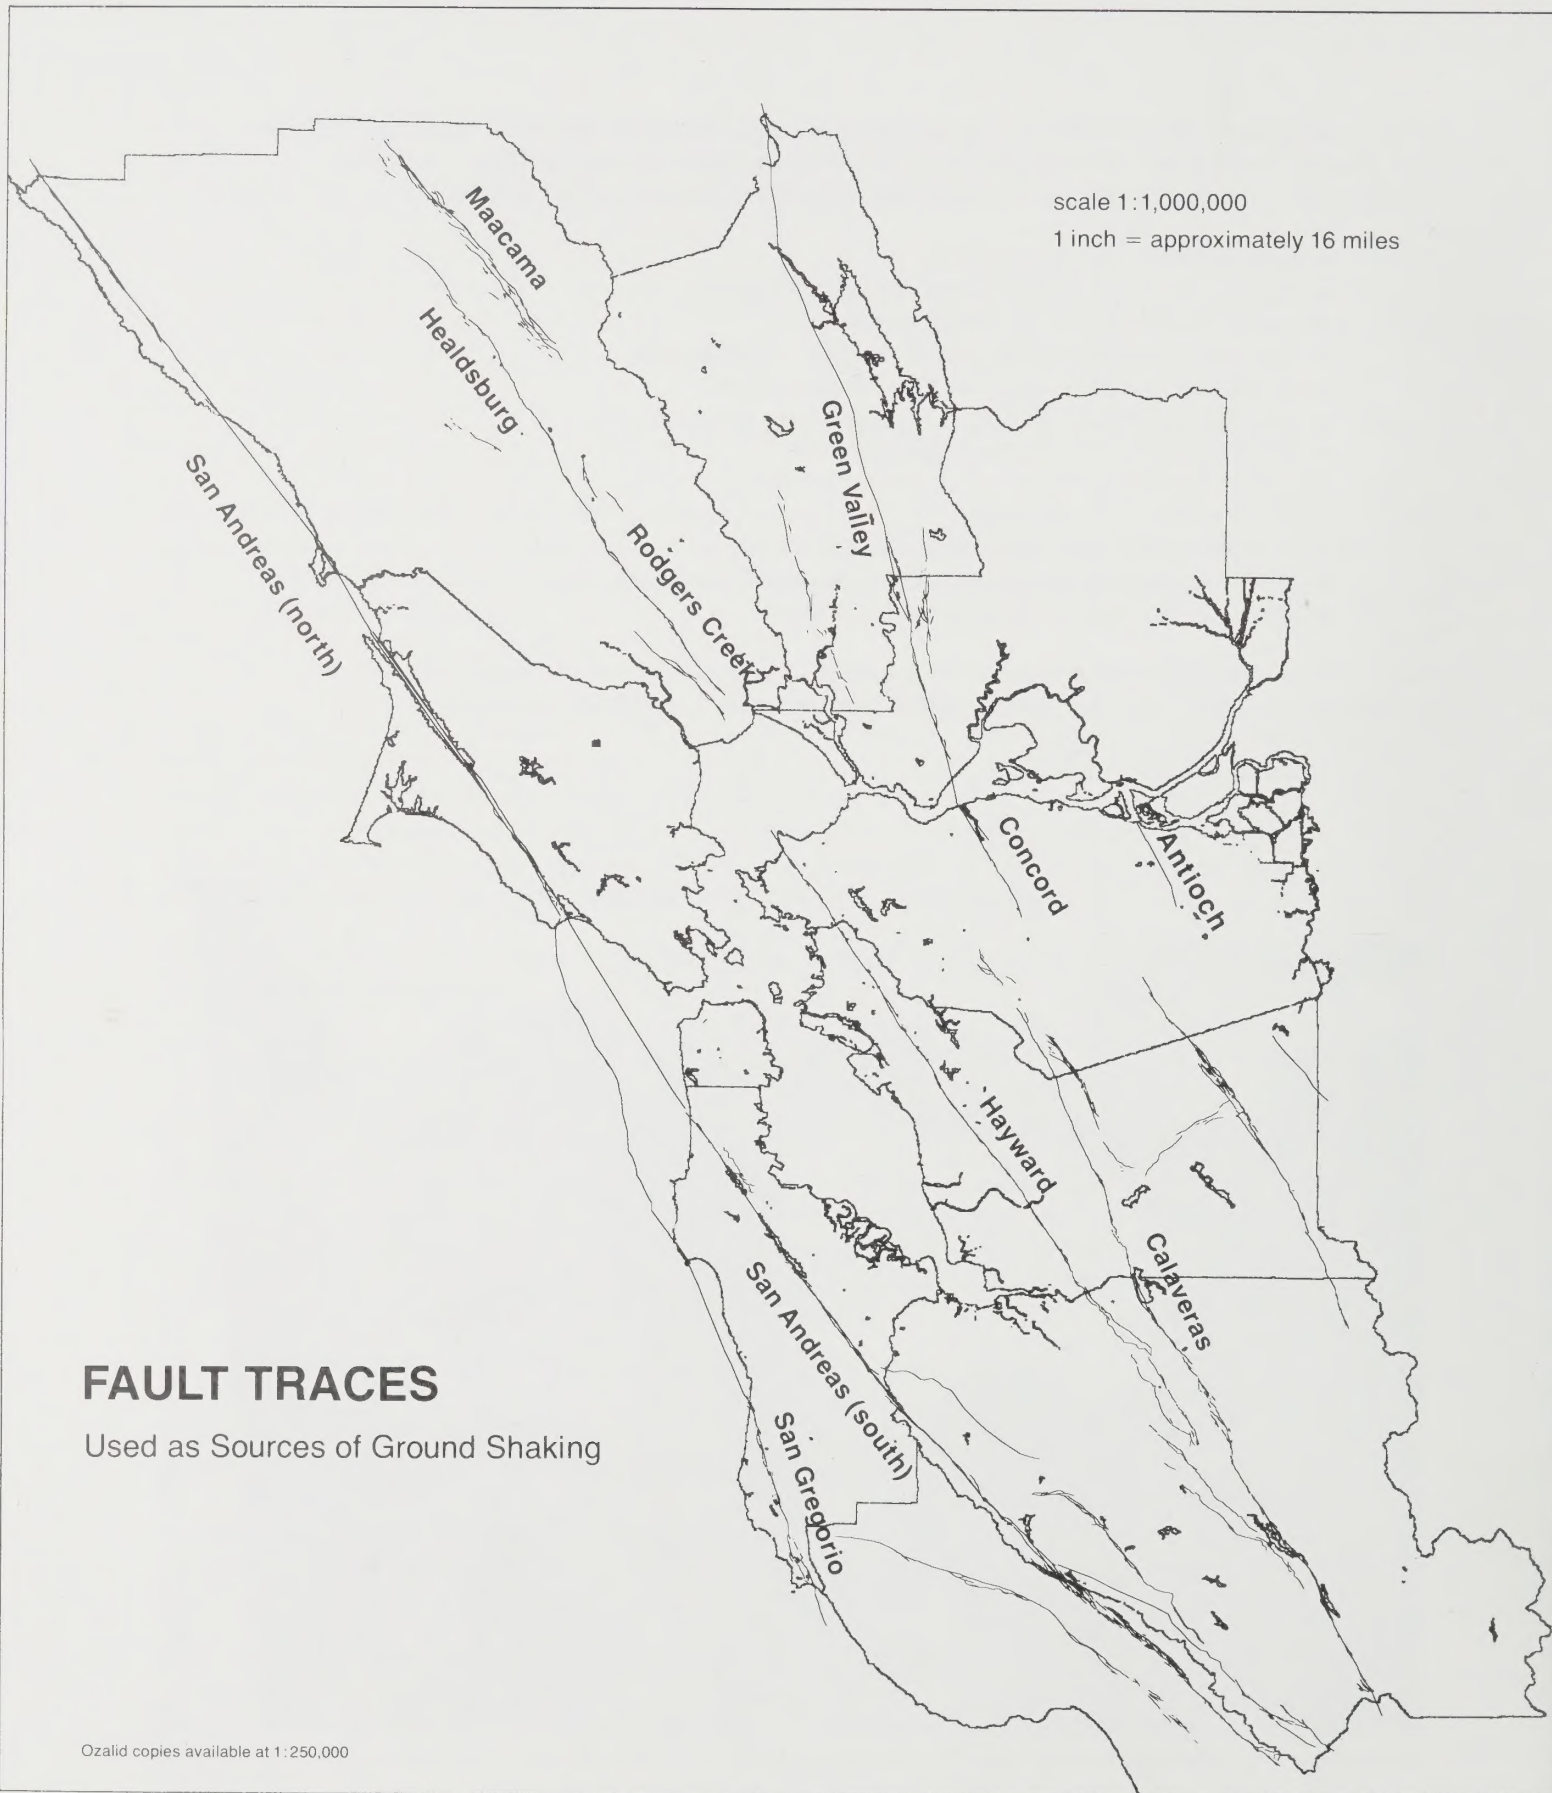 scale 1:1,000,000
1 inch = approximately 16 miles
Maacama
Healdsburg
San Andreas (north)
Rodgers Creek
Green Valley
Concord
Antioch
Hayward
Calaveras
San Andreas (south)
San Gregorio
FAULT TRACES
Used as Sources of Ground Shaking
Ozalid copies available at 1:250,000